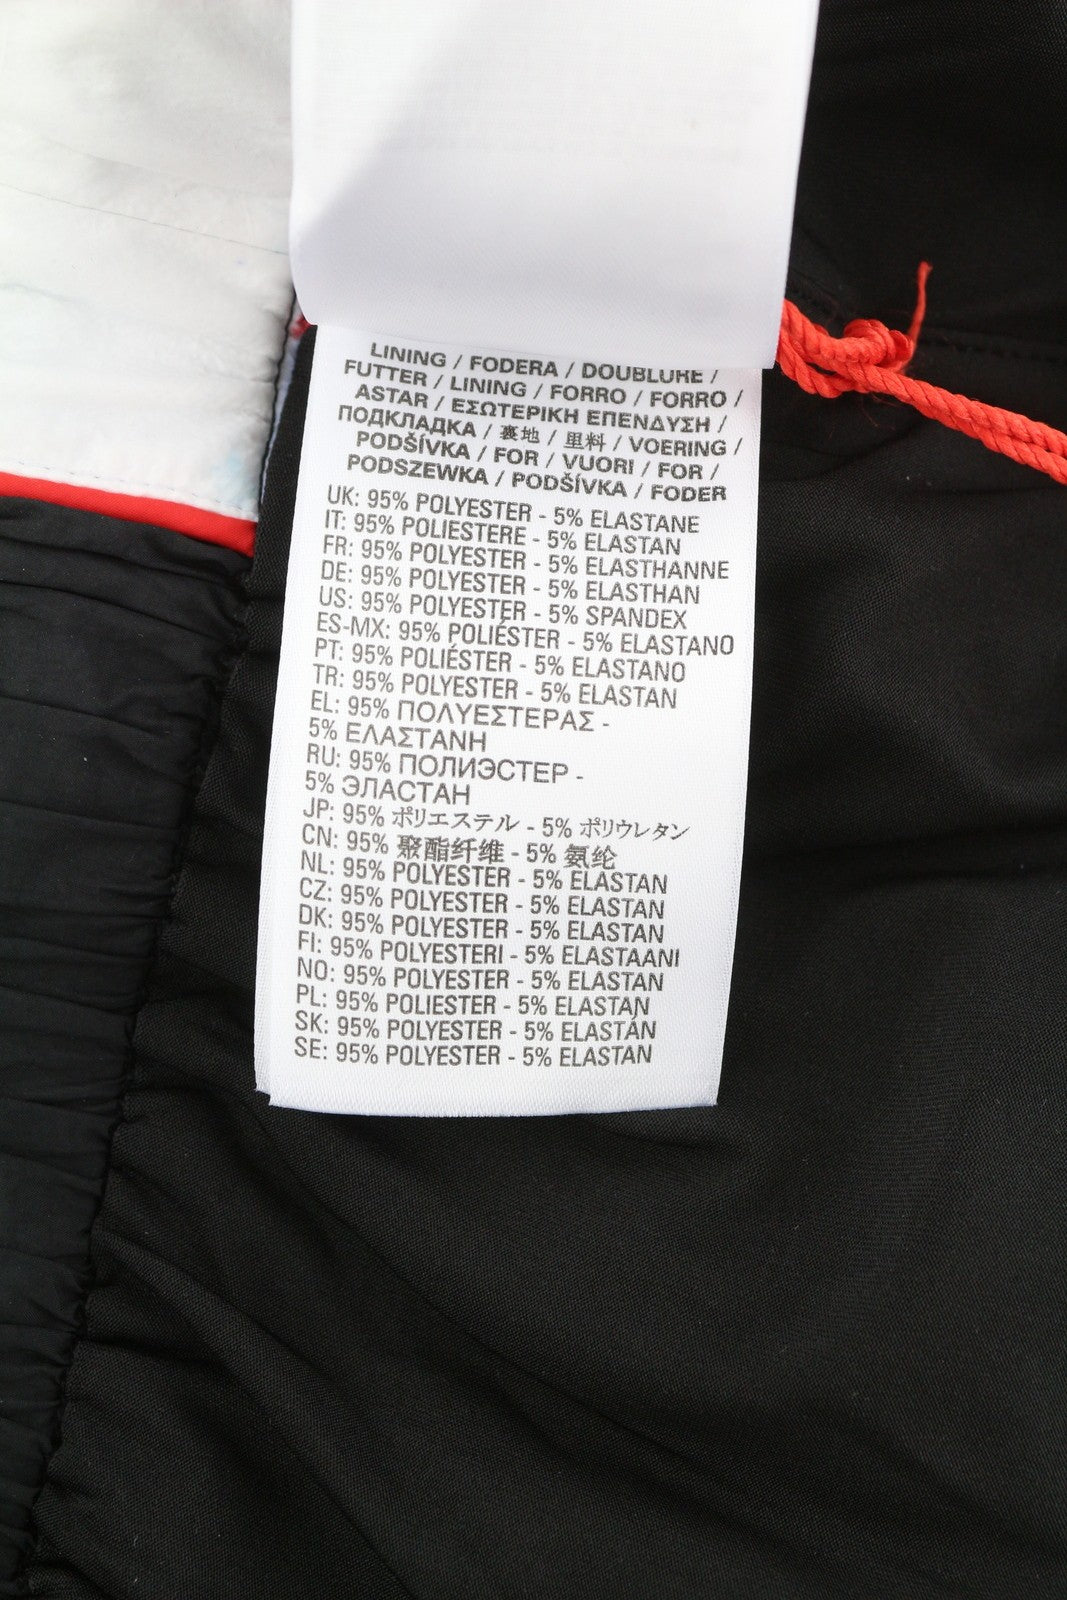 LINING / FODERA / DOUBLURE /
FUTTER / LINING / FORRO / FORRO /
ASTAR / ΕΣΩΤΕΡΙΚΗ ΕΠΕΝΔΥΣΗ /
ПОДКЛАДКА / 裏地 / 里料 / VOERING /
PODŠÍVKA / FOR / VUORI / FOR /
PODSZEWKA / PODŠÍVKA / FODER
UK: 95% POLYESTER - 5% ELASTANE
IT: 95% POLIESTERE - 5% ELASTAN
FR: 95% POLYESTER - 5% ELASTHANNE
DE: 95% POLYESTER - 5% ELASTHAN
US: 95% POLYESTER - 5% SPANDEX
ES-MX: 95% POLIÉSTER - 5% ELASTANO
PT: 95% POLIÉSTER - 5% ELASTANO
TR: 95% POLYESTER - 5% ELASTAN
EL: 95% ΠΟΛΥΕΣΤΕΡΑΣ -
5% ΕΛΑΣΤΑΝΗ
RU: 95% ПОЛИЭСТЕР -
5% ЭЛАСТАН
JP: 95% ポリエステル - 5% ポリウレタン
CN: 95% 聚酯纤维 - 5% 氨纶
NL: 95% POLYESTER - 5% ELASTAN
CZ: 95% POLYESTER - 5% ELASTAN
DK: 95% POLYESTER - 5% ELASTAN
FI: 95% POLYESTERI - 5% ELASTAANI
NO: 95% POLYESTER - 5% ELASTAN
PL: 95% POLIESTER - 5% ELASTAN
SK: 95% POLYESTER - 5% ELASTÁN
SE: 95% POLYESTER - 5% ELASTAN